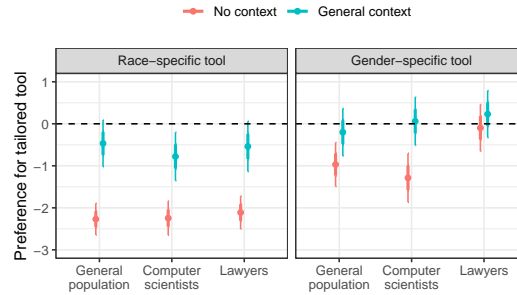 No context General context
Race−specific tool Gender−specific tool
Preference for tailored tool
1
0
−1
−2
−3
General population Computer scientists Lawyers General population Computer scientists Lawyers